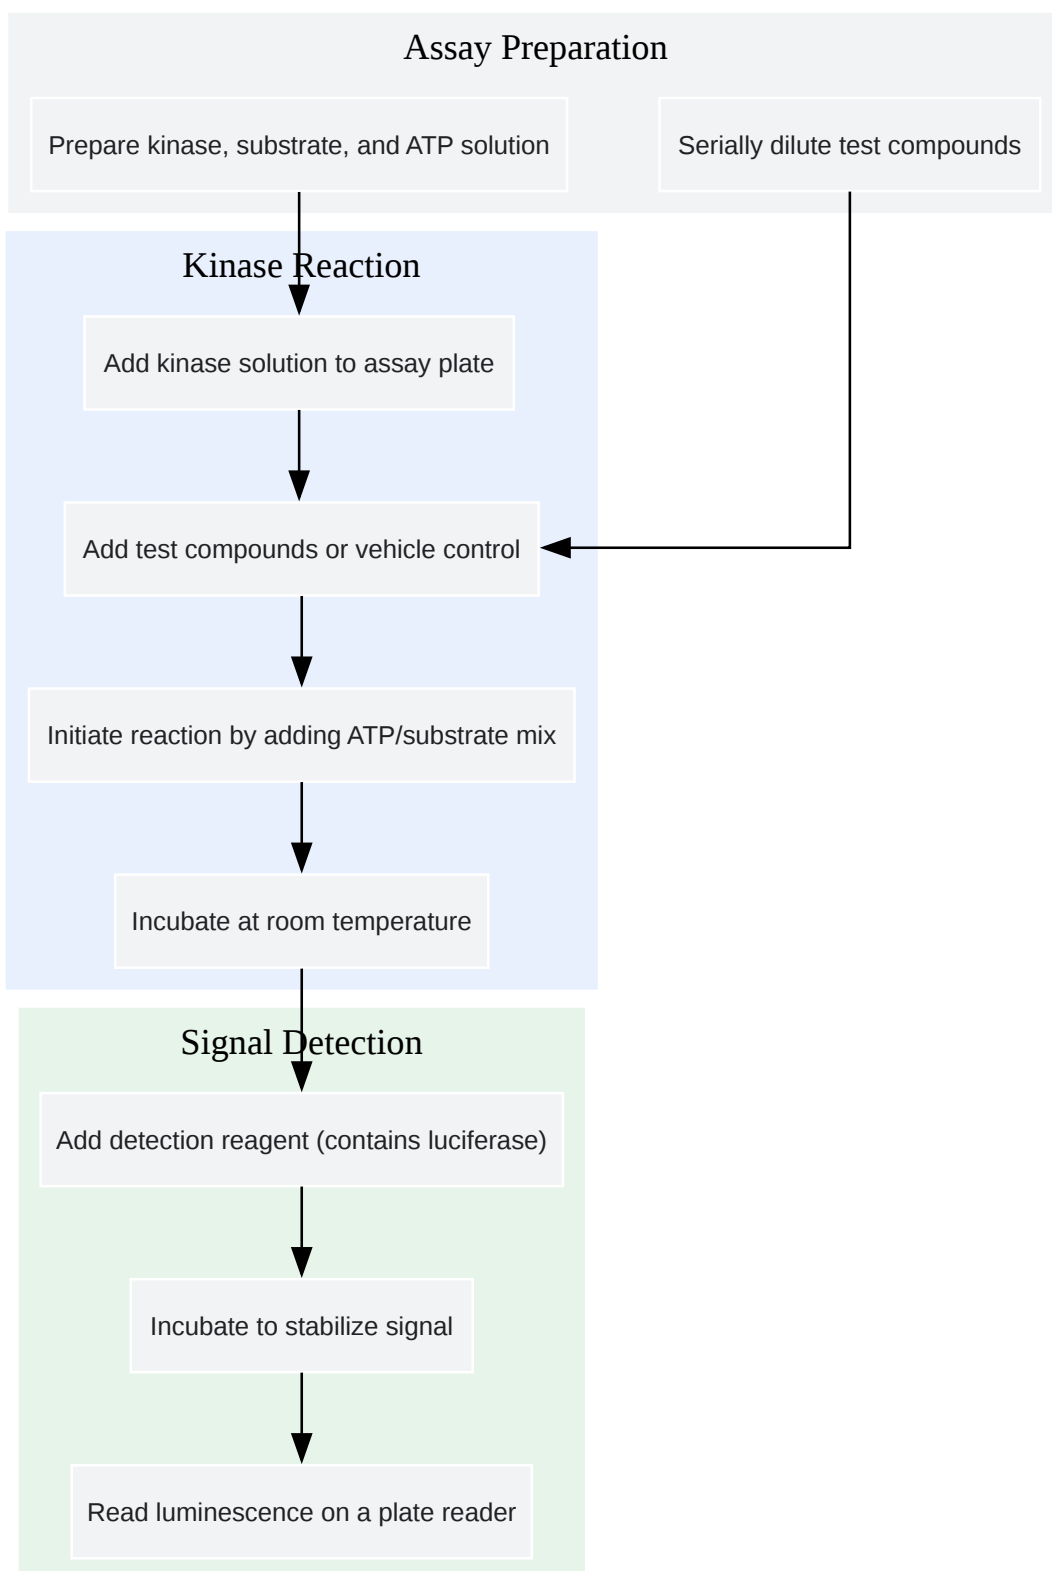 Assay Preparation
Prepare kinase, substrate, and ATP solution
Serially dilute test compounds
Kinase Reaction
Add kinase solution to assay plate
Add test compounds or vehicle control
Initiate reaction by adding ATP/substrate mix
Incubate at room temperature
Signal Detection
Add detection reagent (contains luciferase)
Incubate to stabilize signal
Read luminescence on a plate reader